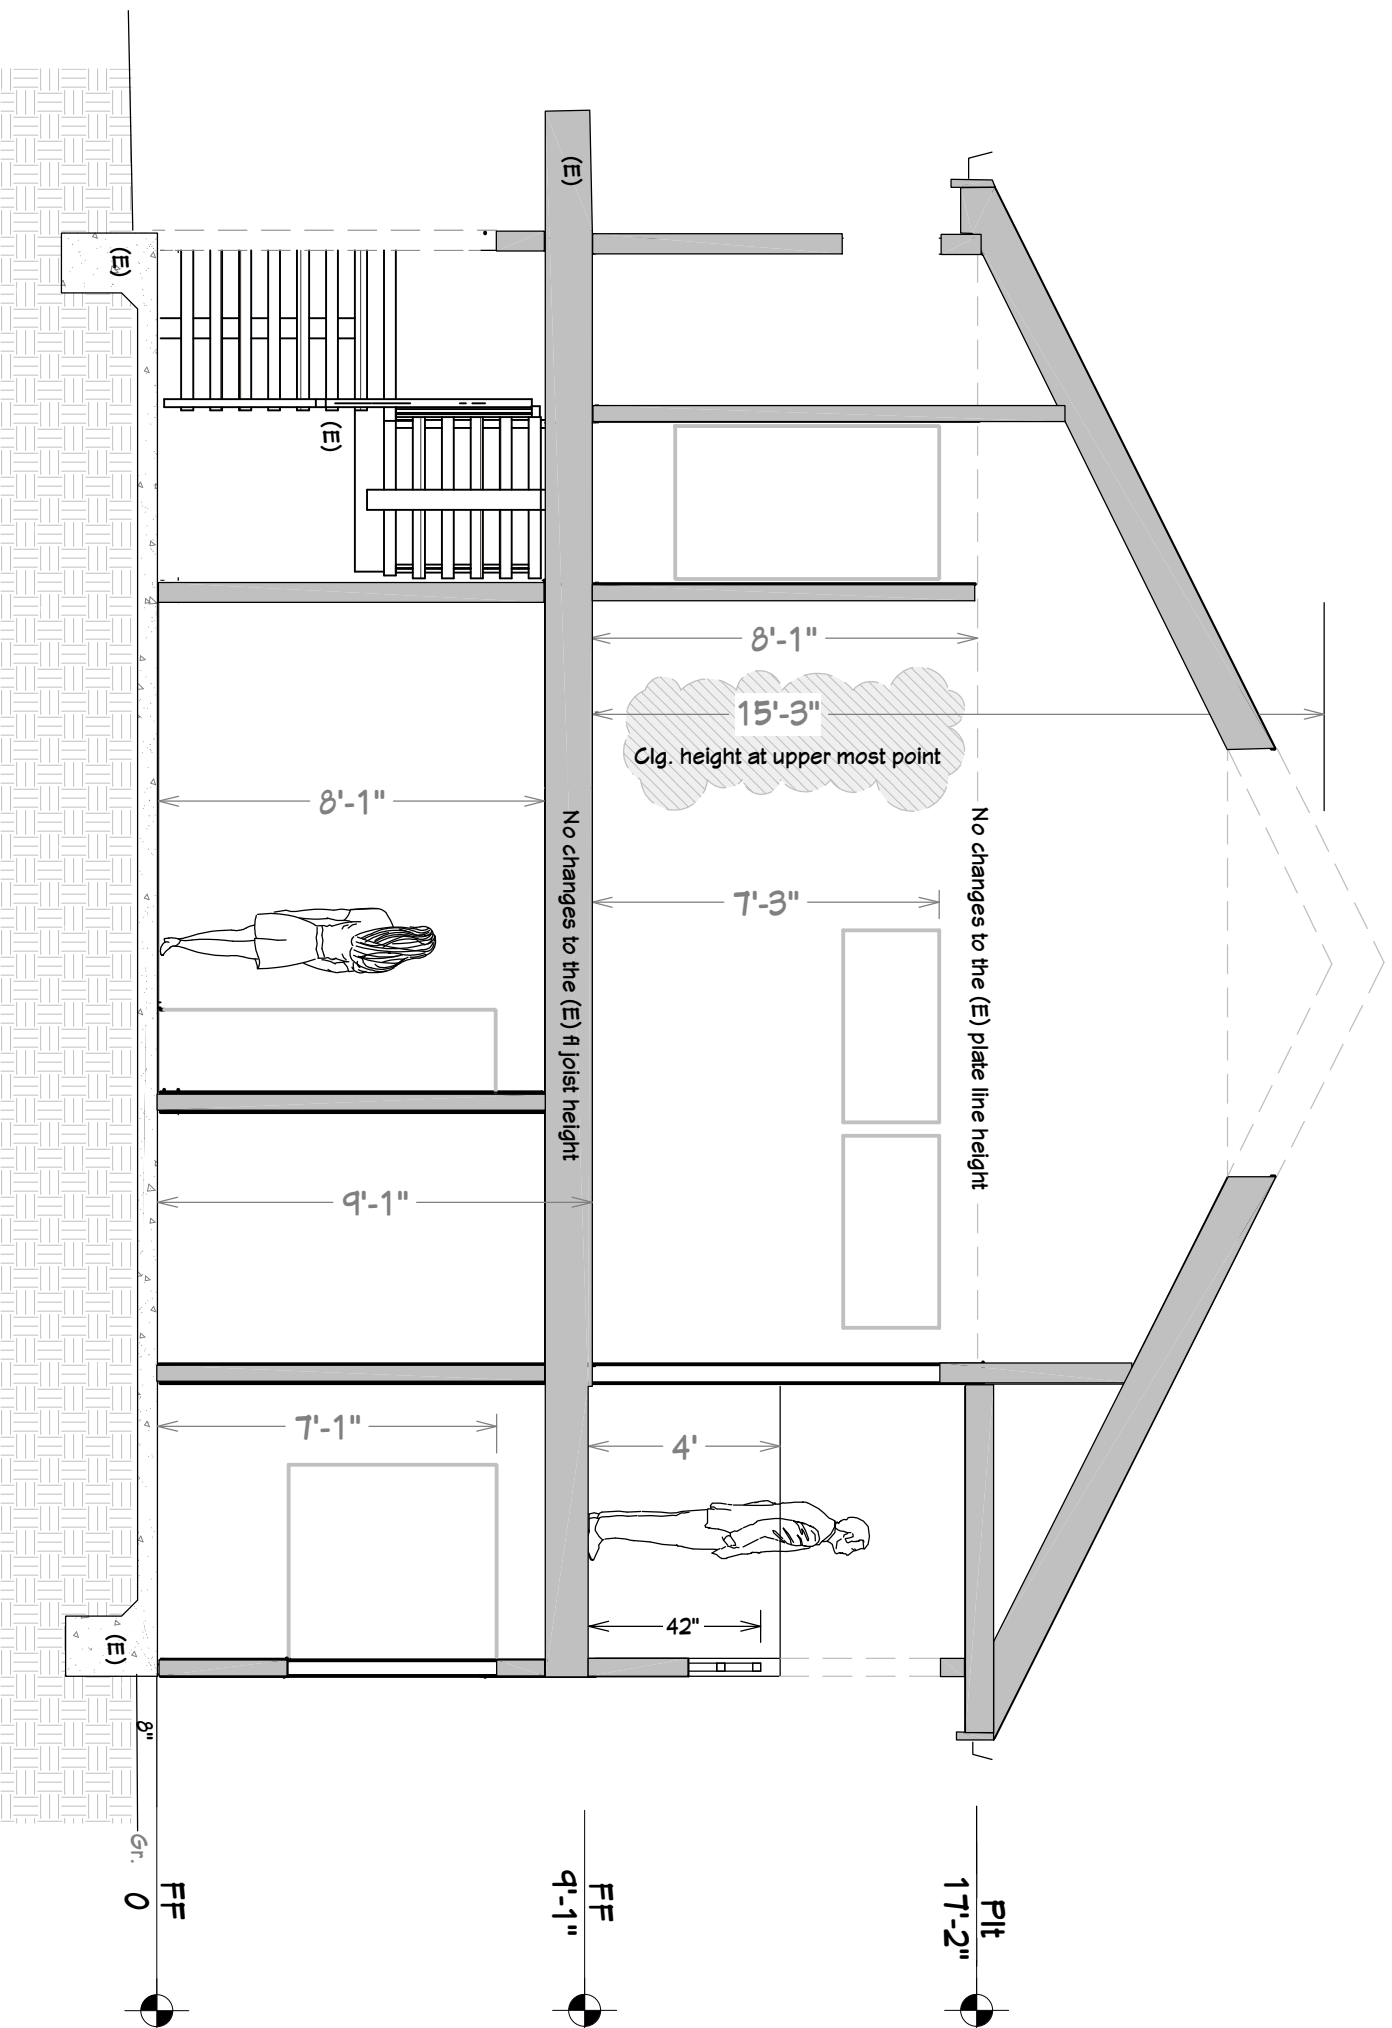 (E)
(E)
(E)
8'-1"
15'-3"
Clg. height at upper most point
8'-1"
No changes to the (E) fl joist height
No changes to the (E) plate line height
7'-3"
9'-1"
7'-1"
4'
42"
(E)
8"
Gr.
FF
0
FF
9'-1"
Plt
17'-2"